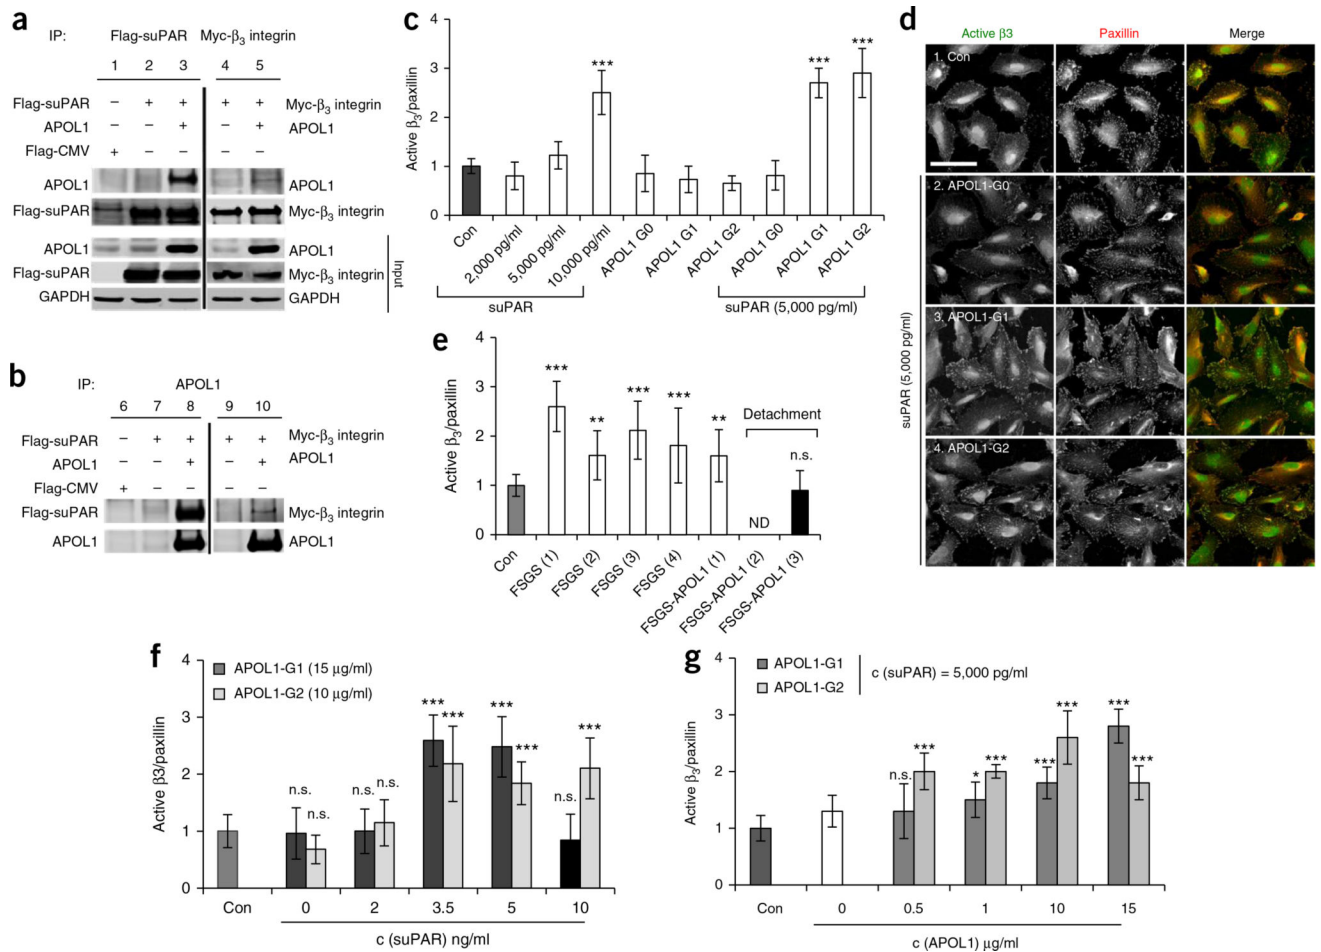 a
IP: Flag-suPAR Myc-β3 integrin
1 2 3 4 5
Flag-suPAR – + + + + Myc-β3 integrin
APOL1 – – + – + APOL1
Flag-CMV + – – – –
APOL1 APOL1
Flag-suPAR Myc-β3 integrin
APOL1 APOL1
Flag-suPAR Myc-β3 integrin
GAPDH GAPDH
Input
b
IP: APOL1
6 7 8 9 10
Flag-suPAR – + + + + Myc-β3 integrin
APOL1 – – + – + APOL1
Flag-CMV + – – – –
Flag-suPAR Myc-β3 integrin
APOL1 APOL1
c
Active β3/paxillin
4
3
2
1
0
*** *** ***
Con 2,000 pg/ml 5,000 pg/ml 10,000 pg/ml APOL1 G0 APOL1 G1 APOL1 G2 APOL1 G0 APOL1 G1 APOL1 G2
suPAR suPAR (5,000 pg/ml)
d
Active β3 Paxillin Merge
1. Con
2. APOL1-G0
3. APOL1-G1
4. APOL1-G2
suPAR (5,000 pg/ml)
e
Active β3/paxillin
4
3
2
1
0
*** ** *** *** ** n.s.
Detachment
ND
Con FSGS (1) FSGS (2) FSGS (3) FSGS (4) FSGS-APOL1 (1) FSGS-APOL1 (2) FSGS-APOL1 (3)
f
APOL1-G1 (15 μg/ml)
APOL1-G2 (10 μg/ml)
Active β3/paxillin
4
3
2
1
0
n.s. n.s. n.s. n.s. *** *** *** *** n.s. ***
Con 0 2 3.5 5 10
c (suPAR) ng/ml
g
APOL1-G1
APOL1-G2
c (suPAR) = 5,000 pg/ml
Active β3/paxillin
4
3
2
1
0
n.s. *** * *** *** *** *** ***
Con 0 0.5 1 10 15
c (APOL1) μg/ml